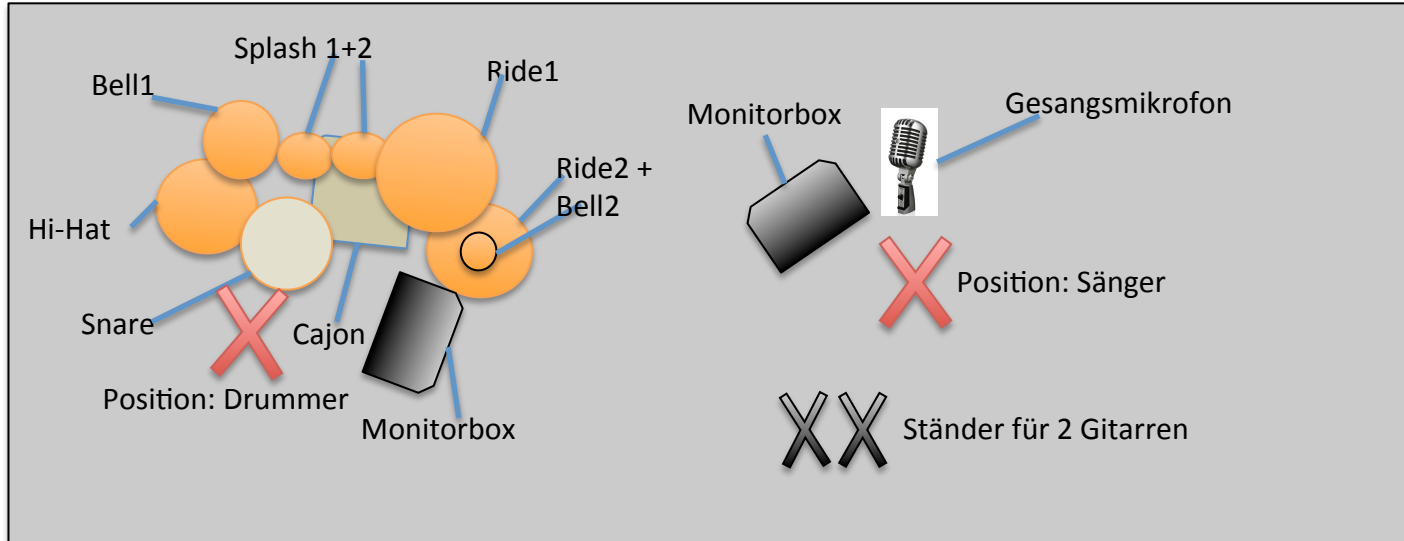 Splash 1+2
Bell1
Ride1
Hi-Hat
Ride2 +
Bell2
Snare
Cajon
Position: Drummer
Monitorbox
Monitorbox
Gesangsmikrofon
Position: Sänger
Ständer für 2 Gitarren